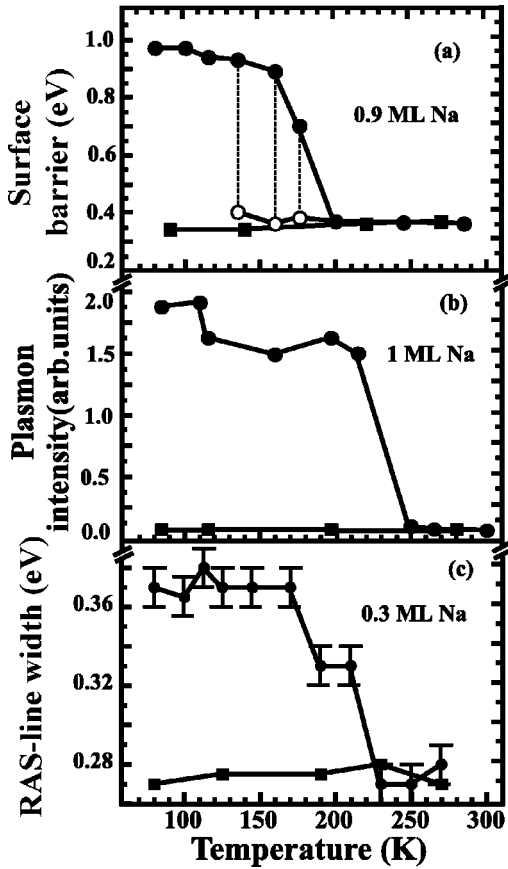 (a)
0.9 ML Na
Surface
barrier (eV)
1.0
0.8
0.6
0.4
0.2
(b)
1 ML Na
Plasmon
intensity(arb.units)
2.0
1.5
1.0
0.5
0.0
(c)
0.3 ML Na
RAS-line width (eV)
0.36
0.32
0.28
100 150 200 250 300
Temperature (K)